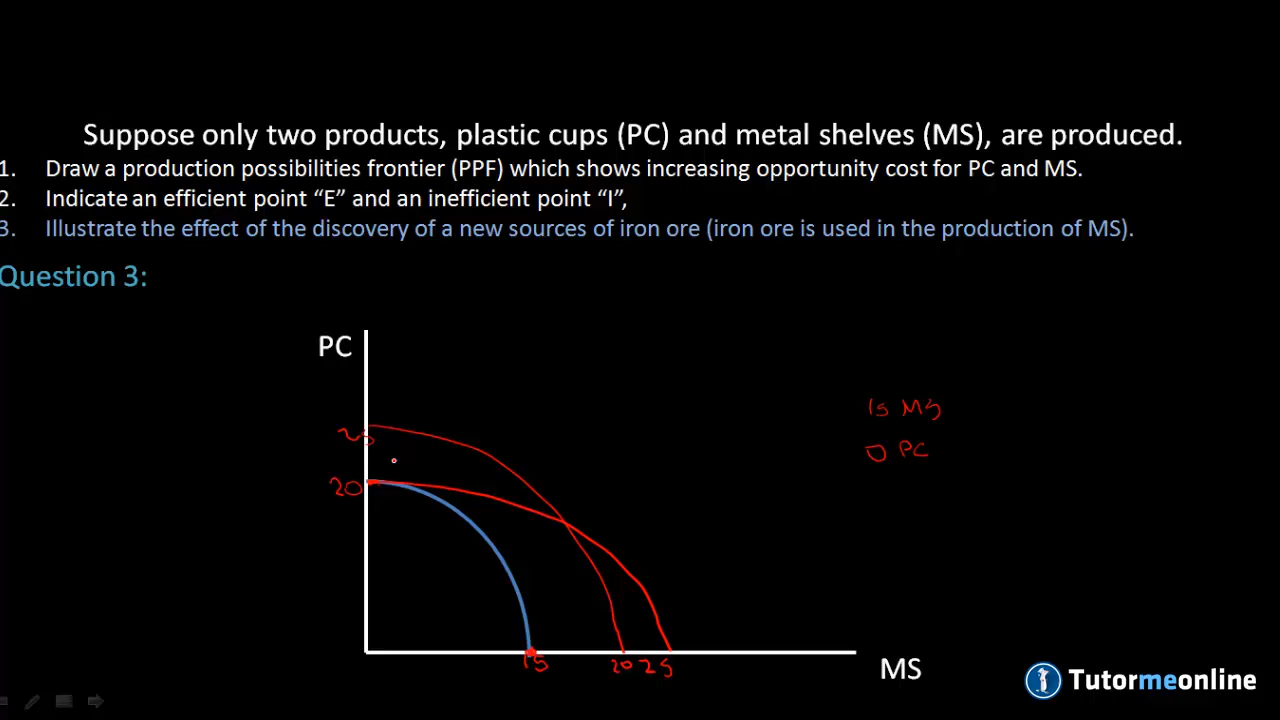 Suppose only two products, plastic cups (PC) and metal shelves (MS), are produced.
1. Draw a production possibilities frontier (PPF) which shows increasing opportunity cost for PC and MS.
2. Indicate an efficient point “E” and an inefficient point “I”,
3. Illustrate the effect of the discovery of a new sources of iron ore (iron ore is used in the production of MS).
Question 3:
PC
15 MS
0 PC
25
20
15
20 25
MS
Tutormeonline